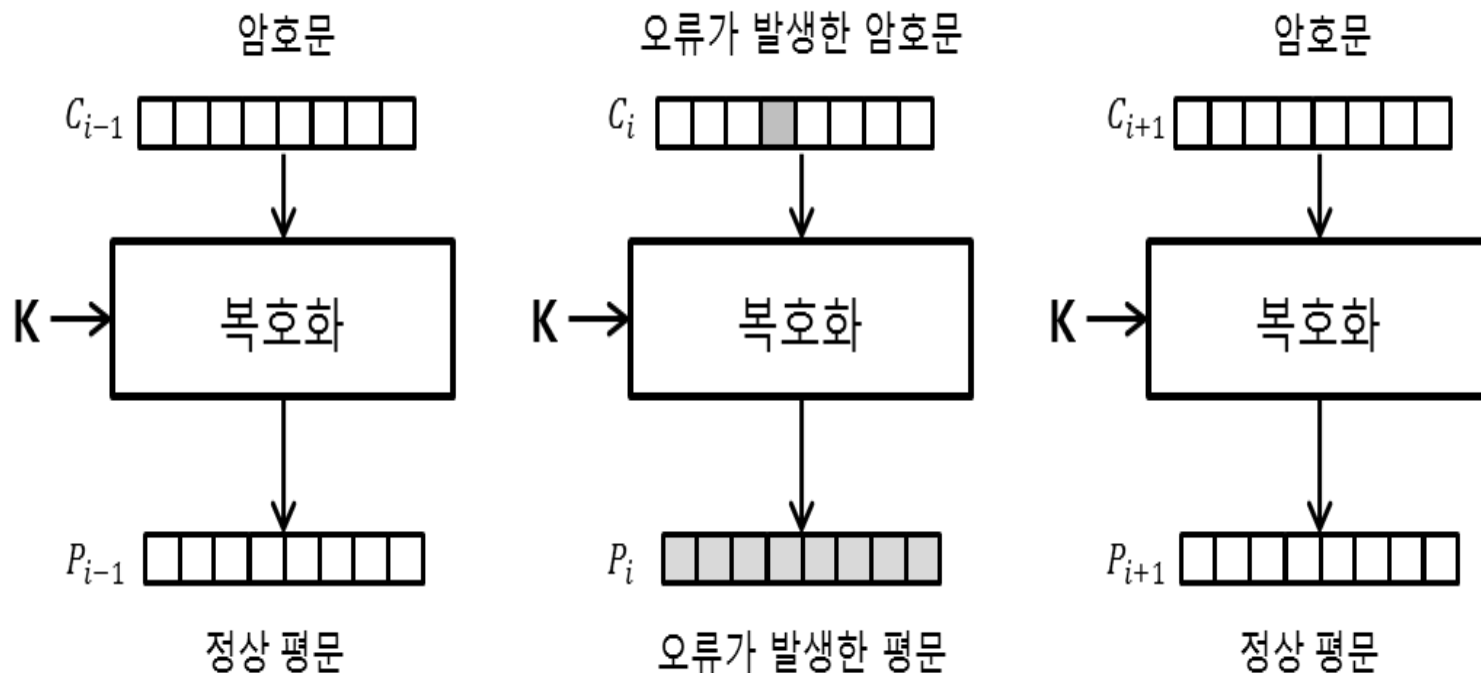 암호문 오류가 발생한 암호문 암호문
C_{i-1} C_i C_{i+1}
K 복호화 K 복호화 K 복호화
P_{i-1} P_i P_{i+1}
정상 평문 오류가 발생한 평문 정상 평문